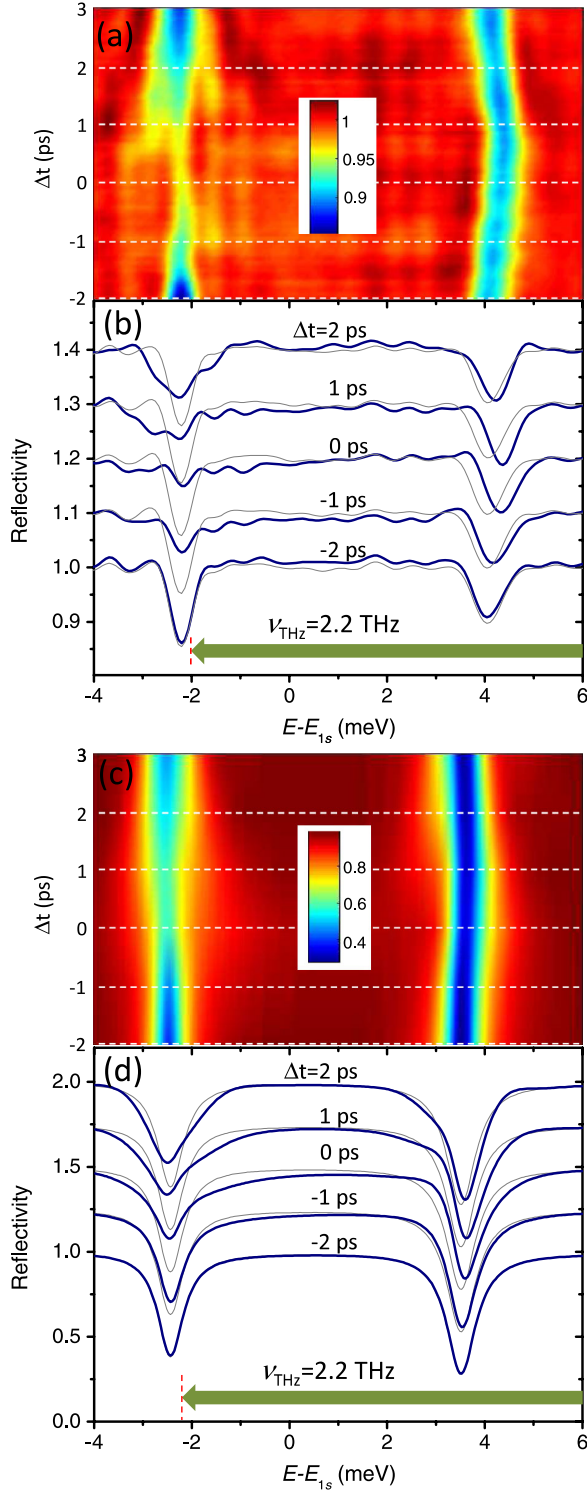 (a)
3
2
1
0
-1
-2
Δt (ps)
1
0.95
0.9
(b)
Δt=2 ps
1 ps
0 ps
-1 ps
-2 ps
1.4
1.3
1.2
1.1
1.0
0.9
Reflectivity
νTHz=2.2 THz
-4 -2 0 2 4 6
E-E1s (meV)
(c)
3
2
1
0
-1
-2
Δt (ps)
0.8
0.6
0.4
(d)
Δt=2 ps
1 ps
0 ps
-1 ps
-2 ps
2.0
1.5
1.0
0.5
0.0
Reflectivity
νTHz=2.2 THz
-4 -2 0 2 4 6
E-E1s (meV)